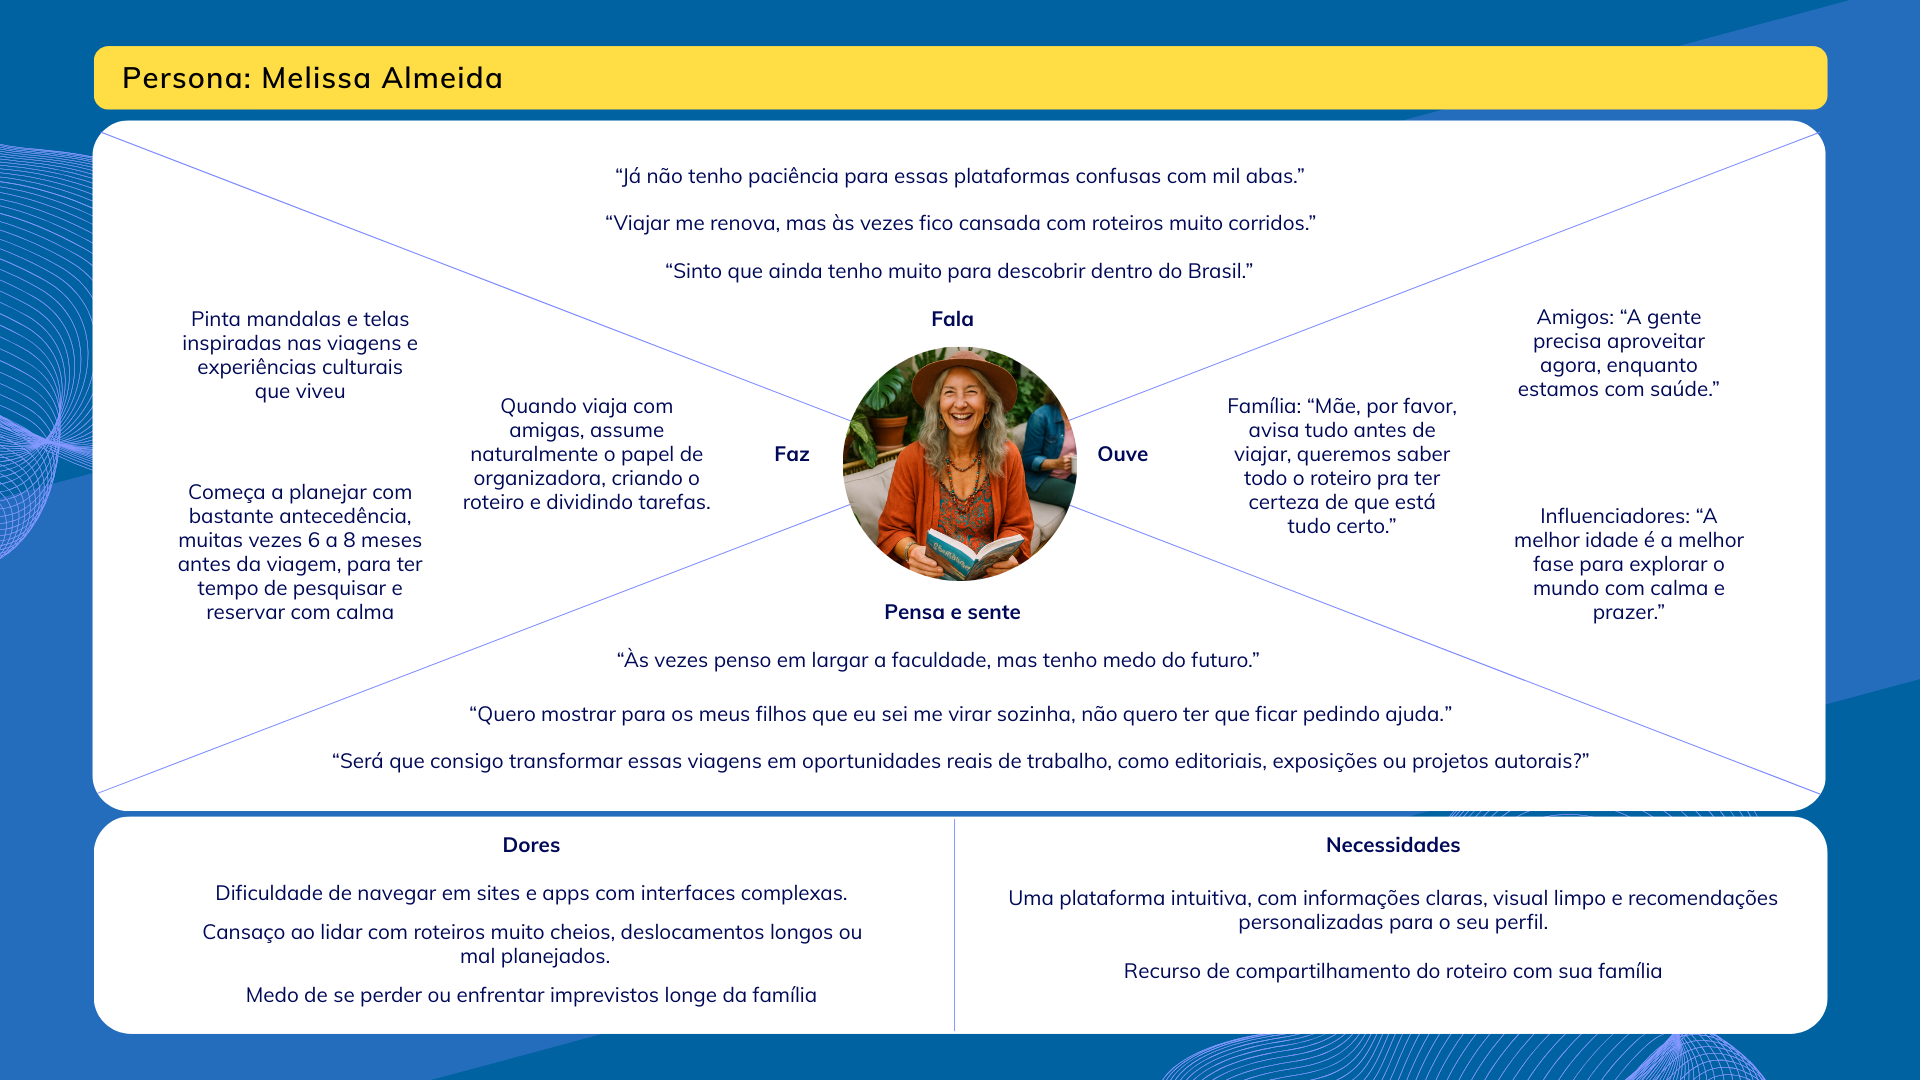 Persona: Melissa Almeida
“Já não tenho paciência para essas plataformas confusas com mil abas.”
“Viajar me renova, mas às vezes fico cansada com roteiros muito corridos.”
“Sinto que ainda tenho muito para descobrir dentro do Brasil.”
Fala
Pinta mandalas e telas
inspiradas nas viagens e
experiências culturais
que viveu
Começa a planejar com
bastante antecedência,
muitas vezes 6 a 8 meses
antes da viagem, para ter
tempo de pesquisar e
reservar com calma
Quando viaja com
amigas, assume
naturalmente o papel de
organizadora, criando o
roteiro e dividindo tarefas.
Faz
Ouve
Família: “Mãe, por favor,
avisa tudo antes de
viajar, queremos saber
todo o roteiro pra ter
certeza de que está
tudo certo.”
Amigos: “A gente
precisa aproveitar
agora, enquanto
estamos com saúde.”
Influenciadores: “A
melhor idade é a melhor
fase para explorar o
mundo com calma e
prazer.”
Pensa e sente
“Às vezes penso em largar a faculdade, mas tenho medo do futuro.”
“Quero mostrar para os meus filhos que eu sei me virar sozinha, não quero ter que ficar pedindo ajuda.”
“Será que consigo transformar essas viagens em oportunidades reais de trabalho, como editoriais, exposições ou projetos autorais?”
Dores
Dificuldade de navegar em sites e apps com interfaces complexas.
Cansaço ao lidar com roteiros muito cheios, deslocamentos longos ou
mal planejados.
Medo de se perder ou enfrentar imprevistos longe da família
Necessidades
Uma plataforma intuitiva, com informações claras, visual limpo e recomendações
personalizadas para o seu perfil.
Recurso de compartilhamento do roteiro com sua família